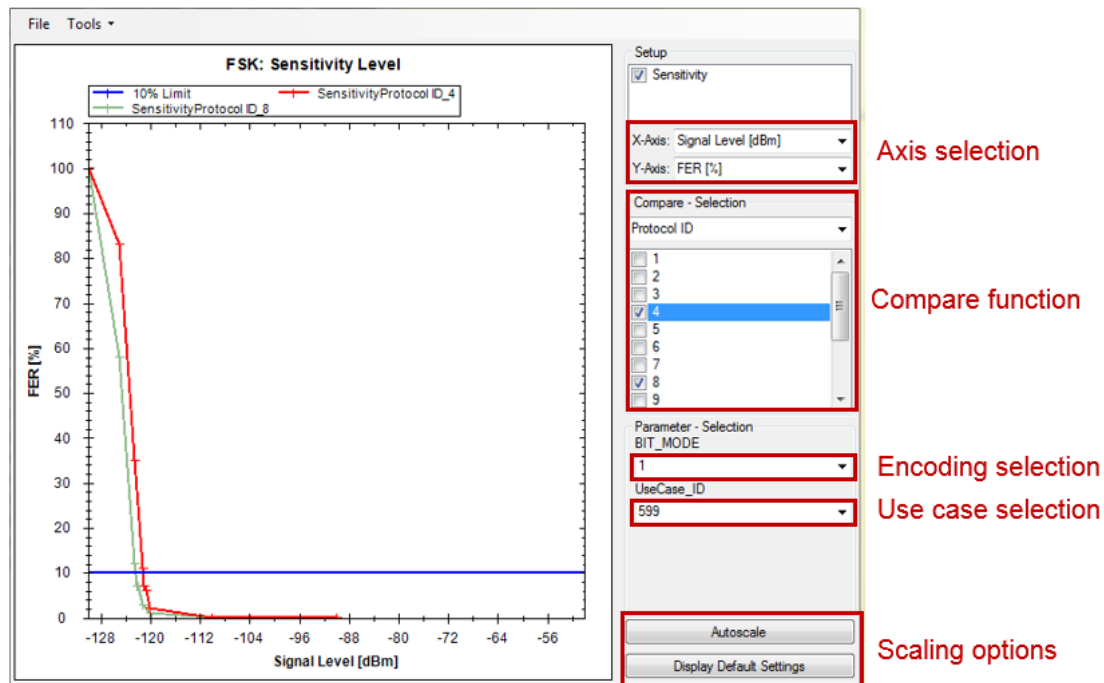 File Tools
FSK: Sensitivity Level
10% Limit SensitivityProtocol ID_4
SensitivityProtocol ID_8
110
100
90
80
70
60
50
40
30
20
10
0
FER [%]
-128 -120 -112 -104 -96 -88 -80 -72 -64 -56
Signal Level [dBm]
Setup
Sensitivity
X-Axis: Signal Level [dBm]
Y-Axis: FER [%]
Axis selection
Compare - Selection
Protocol ID
1
2
3
4
5
6
7
8
9
Compare function
Parameter - Selection
BIT_MODE
1
Encoding selection
UseCase_ID
599
Use case selection
Autoscale
Display Default Settings
Scaling options